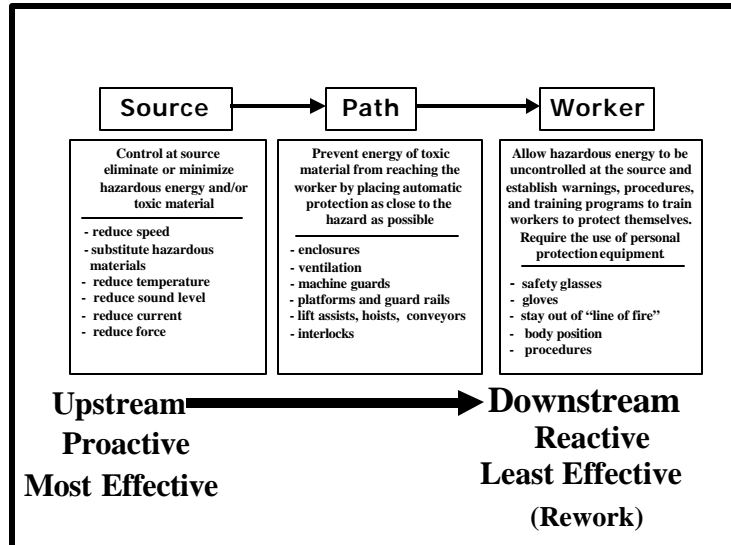 Source
Path
Worker
Control at source
eliminate or minimize
hazardous energy and/or
toxic material
- reduce speed
- substitute hazardous
materials
- reduce temperature
- reduce sound level
- reduce current
- reduce force
Prevent energy of toxic
material from reaching the
worker by placing automatic
protection as close to the
hazard as possible
- enclosures
- ventilation
- machine guards
- platforms and guard rails
- lift assists, hoists, conveyors
- interlocks
Allow hazardous energy to be
uncontrolled at the source and
establish warnings, procedures,
and training programs to train
workers to protect themselves.
Require the use of personal
protection equipment
- safety glasses
- gloves
- stay out of “line of fire”
- body position
- procedures
Upstream
Proactive
Most Effective
Downstream
Reactive
Least Effective
(Rework)